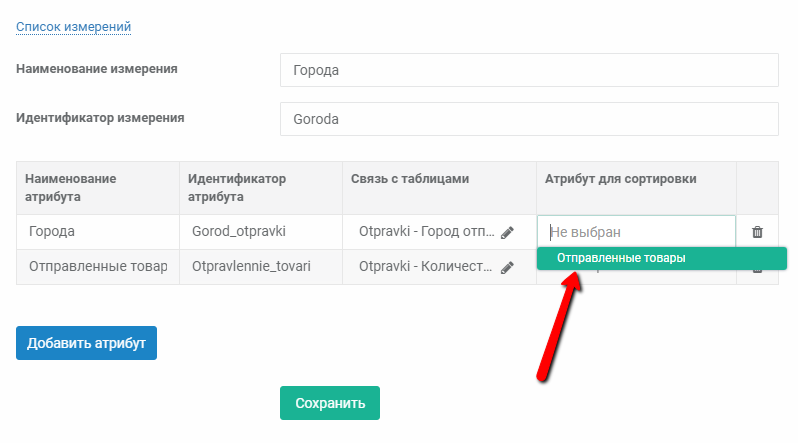 Список измерений
Наименование измерения
Города
Идентификатор измерения
Goroda
Наименование атрибута
Идентификатор атрибута
Связь с таблицами
Атрибут для сортировки
Города
Gorod_otpravki
Otpravki - Город отп...
Не выбран
Отправленные товары
Отправленные товар
Otpravlennie_tovari
Otpravki - Количест...
Добавить атрибут
Сохранить